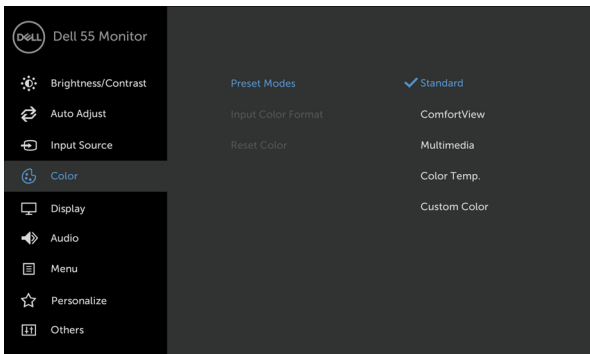 DELL Dell 55 Monitor
Brightness/Contrast
Auto Adjust
Input Source
Color
Display
Audio
Menu
Personalize
Others
Preset Modes
Input Color Format
Reset Color
Standard
ComfortView
Multimedia
Color Temp.
Custom Color